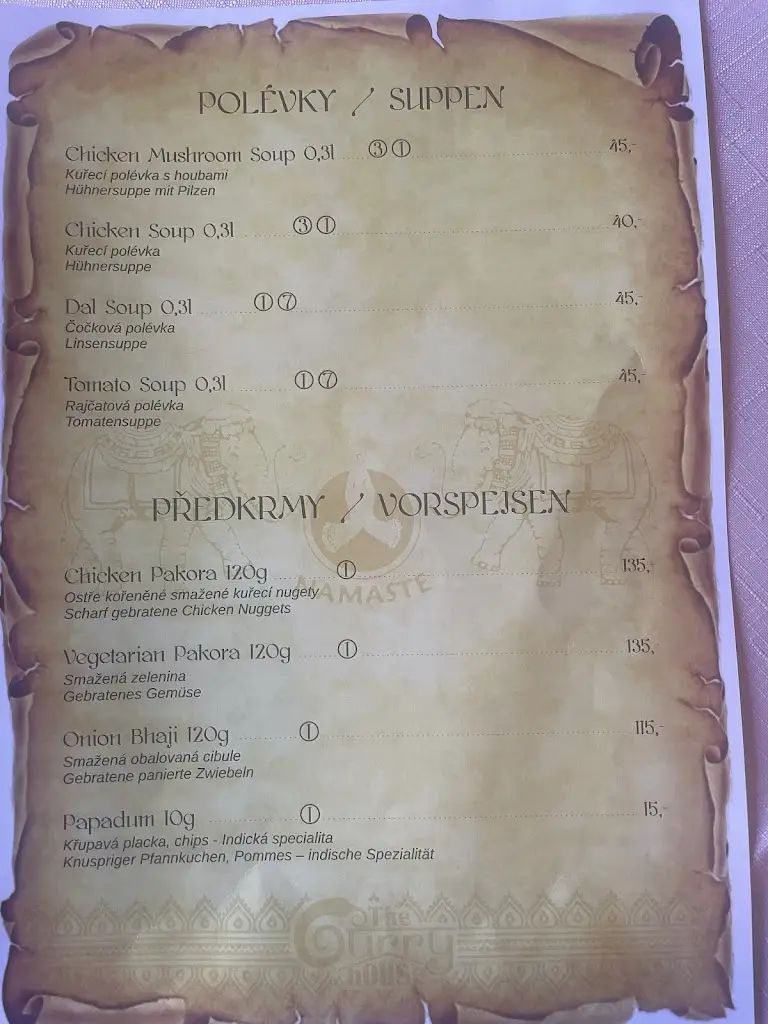 POLÉVKY / SUPPEN
Chicken Mushroom Soup 0,3l ..... ③ ① ..... 45,-
Kuřecí polévka s houbami
Hühnersuppe mit Pilzen
Chicken Soup 0,3l ..... ③ ① ..... 40,-
Kuřecí polévka
Hühnersuppe
Dal Soup 0,3l ..... ① ⑦ ..... 45,-
Čočková polévka
Linsensuppe
Tomato Soup 0,3l ..... ① ⑦ ..... 45,-
Rajčatová polévka
Tomatensuppe
PŘEDKRMY / VORSPEISEN
Chicken Pakora 120g ..... ① ..... 135,-
NAMASTE
Ostře kořeněné smažené kuřecí nugety
Scharf gebratene Chicken Nuggets
Vegetarian Pakora 120g ..... ① ..... 135,-
Smažená zelenina
Gebratenes Gemüse
Onion Bhaji 120g ..... ① ..... 115,-
Smažená obalovaná cibule
Gebratene panierte Zwiebeln
Papadum 10g ..... ① ..... 15,-
Křupavá placka, chips - Indická specialita
Knuspriger Pfannkuchen, Pommes – indische Spezialität
The
Curry
House